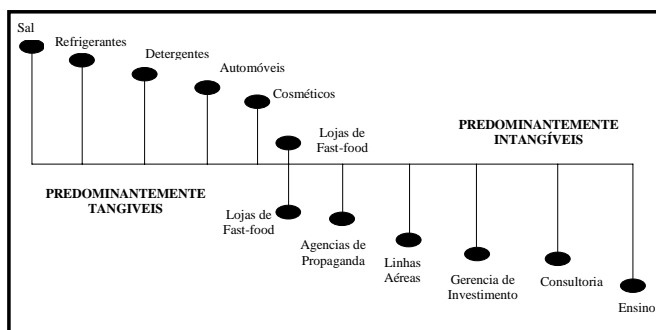 Sal
Refrigerantes
Detergentes
Automóveis
Cosméticos
Lojas de
Fast-food
PREDOMINANTEMENTE
INTANGÍVEIS
PREDOMINANTEMENTE
TANGIVEIS
Lojas de
Fast-food
Agencias de
Propaganda
Linhas
Aéreas
Gerencia de
Investimento
Consultoria
Ensino